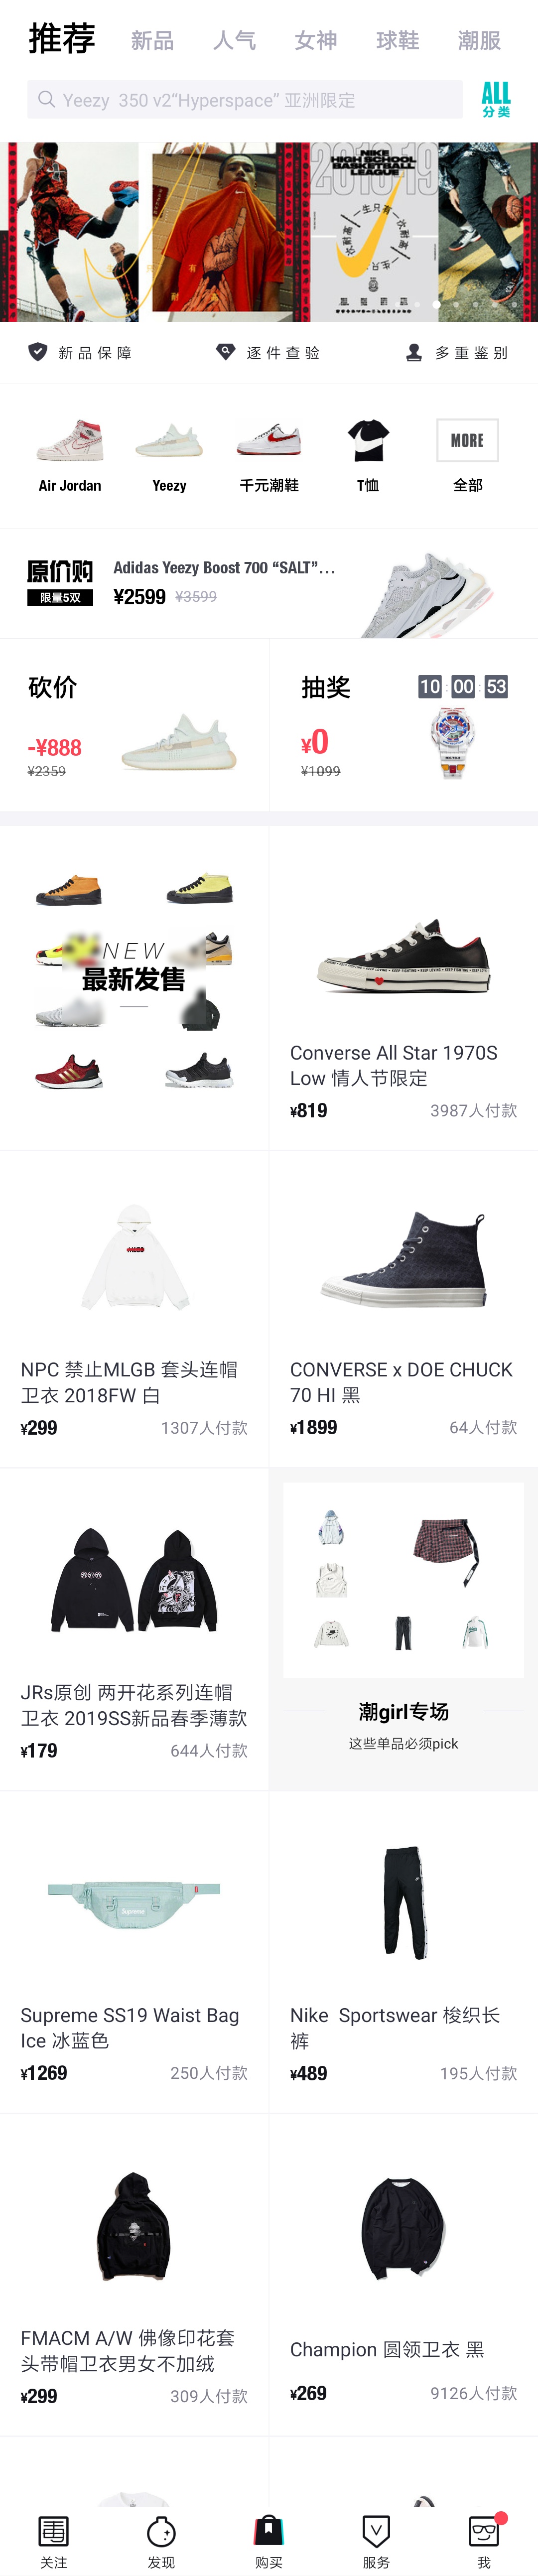 推荐 新品 人气 女神 球鞋 潮服
Yeezy 350 v2“Hyperspace” 亚洲限定
ALL
分类
2018-19
NIKE
HIGH SCHOOL
BASKETBALL
LEAGUE
一生只有一次
新品保障 逐件查验 多重鉴别
MORE
Air Jordan Yeezy 千元潮鞋 T恤 全部
原价购
限量5双
Adidas Yeezy Boost 700 “SALT”…
¥2599 ¥3599
砍价
-¥888
¥2359
抽奖
10 : 00 : 53
¥0
¥1099
NEW
最新发售
Converse All Star 1970S
Low 情人节限定
¥819 3987人付款
NPC 禁止MLGB 套头连帽
卫衣 2018FW 白
¥299 1307人付款
CONVERSE x DOE CHUCK
70 HI 黑
¥1899 64人付款
JRs原创 两开花系列连帽
卫衣 2019SS新品春季薄款
¥179 644人付款
潮girl专场
这些单品必须pick
Supreme
Supreme SS19 Waist Bag
Ice 冰蓝色
¥1269 250人付款
Nike Sportswear 梭织长
裤
¥489 195人付款
FMACM A/W 佛像印花套
头带帽卫衣男女不加绒
¥299 309人付款
Champion 圆领卫衣 黑
¥269 9126人付款
关注 发现 购买 服务 我